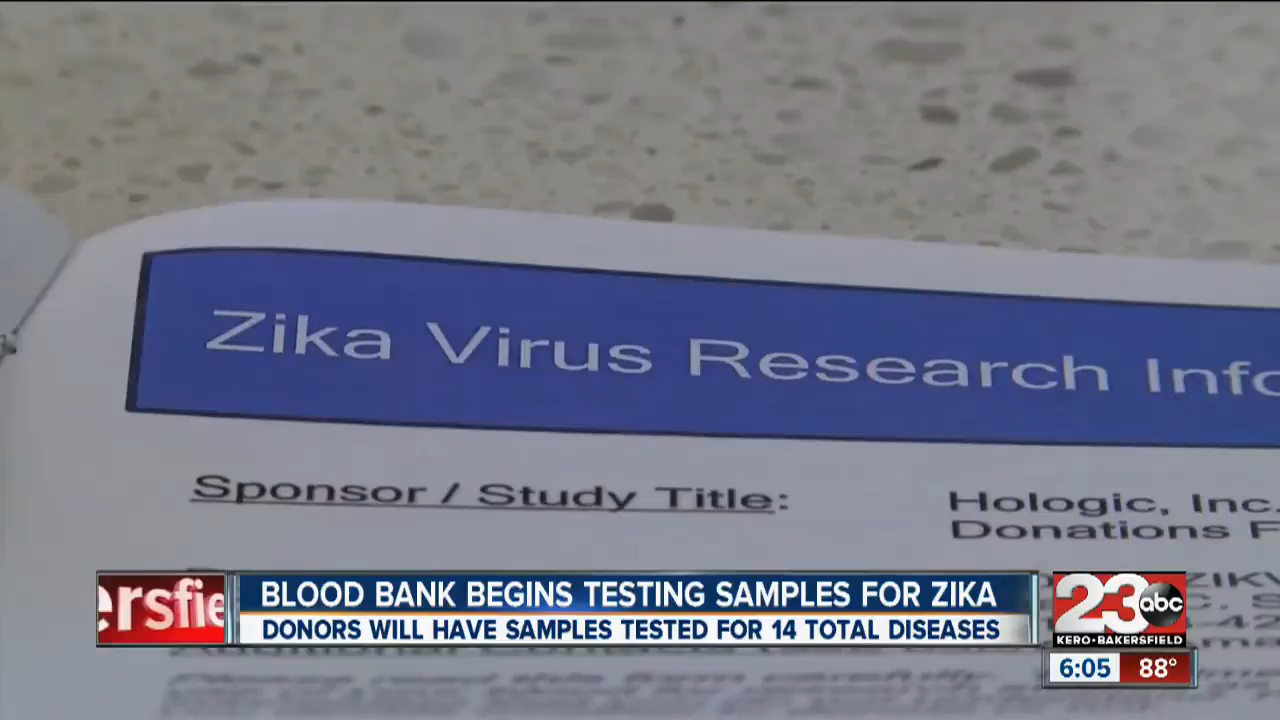 Zika Virus Research Info
Sponsor / Study Title:
Hologic, Inc.
Donations F
ersfie
BLOOD BANK BEGINS TESTING SAMPLES FOR ZIKA
DONORS WILL HAVE SAMPLES TESTED FOR 14 TOTAL DISEASES
23 abc
KERO-BAKERSFIELD
6:05 88°